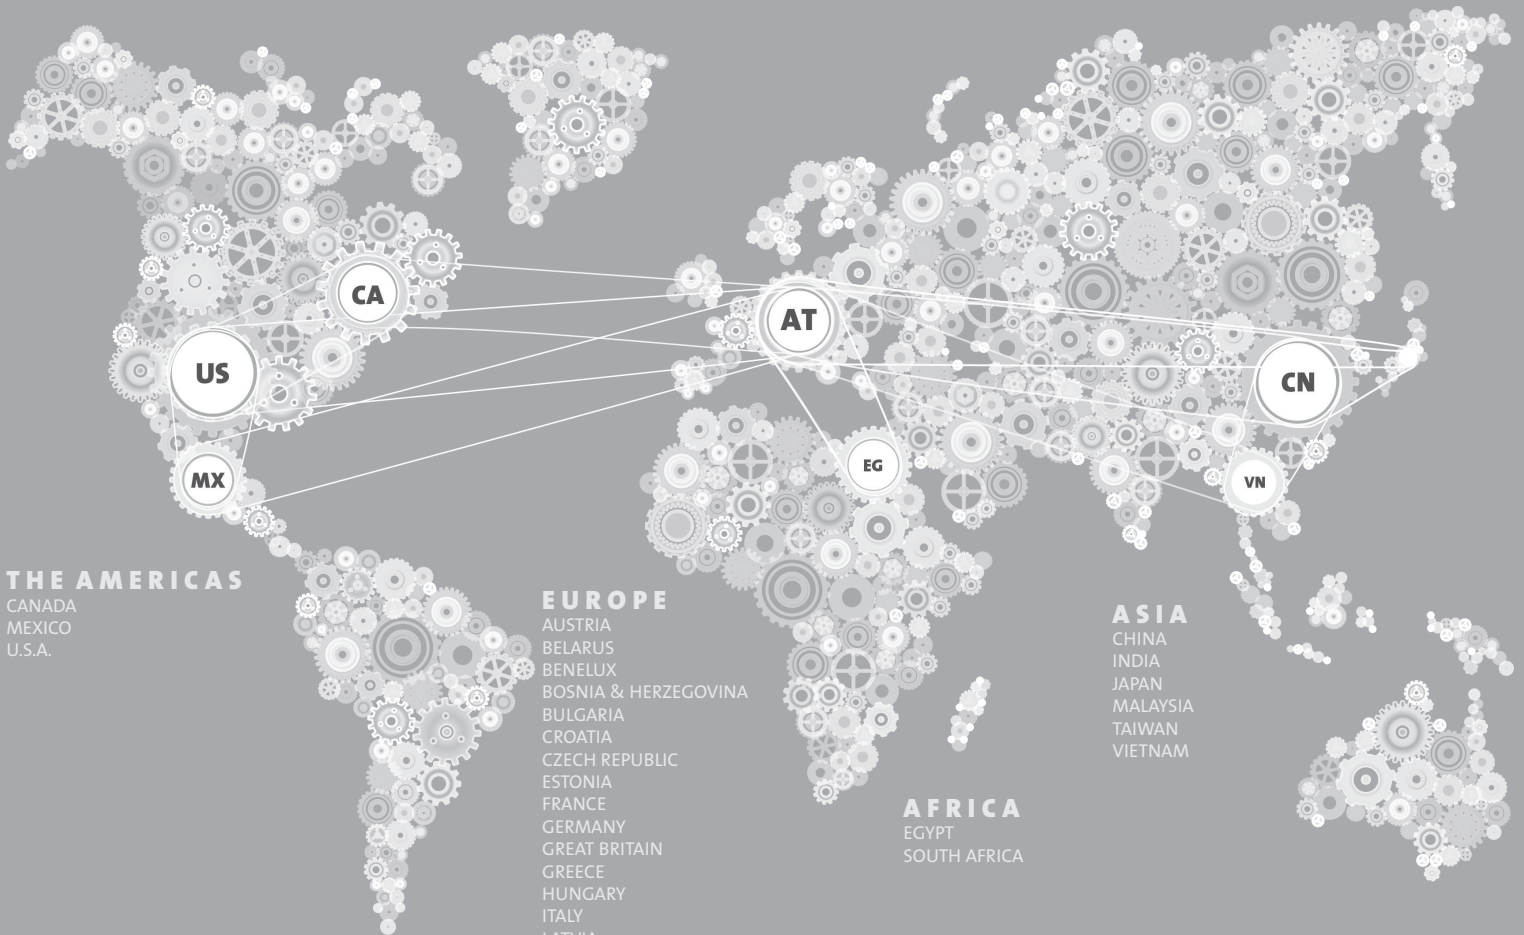 CA
AT
US
CN
EG
MX
VN
THE AMERICAS
CANADA
MEXICO
U.S.A.
EUROPE
AUSTRIA
BELARUS
BENELUX
BOSNIA & HERZEGOVINA
BULGARIA
CROATIA
CZECH REPUBLIC
ESTONIA
FRANCE
GERMANY
GREAT BRITAIN
GREECE
HUNGARY
ITALY
ASIA
CHINA
INDIA
JAPAN
MALAYSIA
TAIWAN
VIETNAM
AFRICA
EGYPT
SOUTH AFRICA